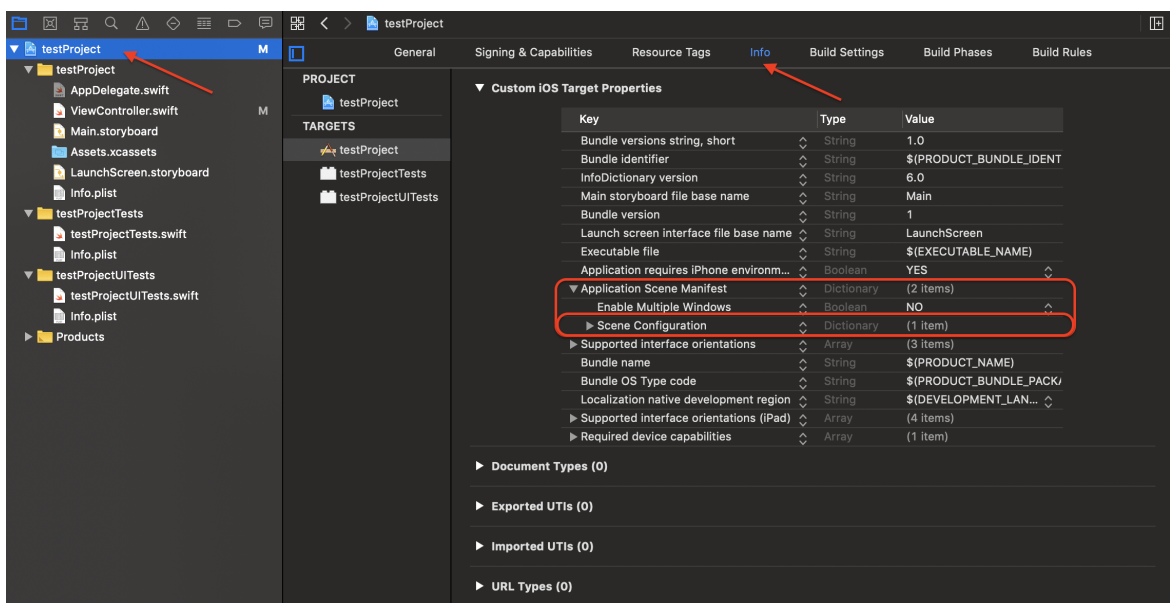 testProject
testProject M
General Signing & Capabilities Resource Tags Info Build Settings Build Phases Build Rules
testProject
AppDelegate.swift
ViewController.swift M
Main.storyboard
Assets.xcassets
LaunchScreen.storyboard
Info.plist
testProjectTests
testProjectTests.swift
Info.plist
testProjectUITests
testProjectUITests.swift
Info.plist
Products
PROJECT
testProject
TARGETS
testProject
testProjectTests
testProjectUITests
Custom iOS Target Properties
Key Type Value
Bundle versions string, short String 1.0
Bundle identifier String $(PRODUCT_BUNDLE_IDENT
InfoDictionary version String 6.0
Main storyboard file base name String Main
Bundle version String 1
Launch screen interface file base name String LaunchScreen
Executable file String $(EXECUTABLE_NAME)
Application requires iPhone environm... Boolean YES
Application Scene Manifest Dictionary (2 items)
Enable Multiple Windows Boolean NO
Scene Configuration Dictionary (1 item)
Supported interface orientations Array (3 items)
Bundle name String $(PRODUCT_NAME)
Bundle OS Type code String $(PRODUCT_BUNDLE_PACKA
Localization native development region String $(DEVELOPMENT_LAN...
Supported interface orientations (iPad) Array (4 items)
Required device capabilities Array (1 item)
Document Types (0)
Exported UTIs (0)
Imported UTIs (0)
URL Types (0)